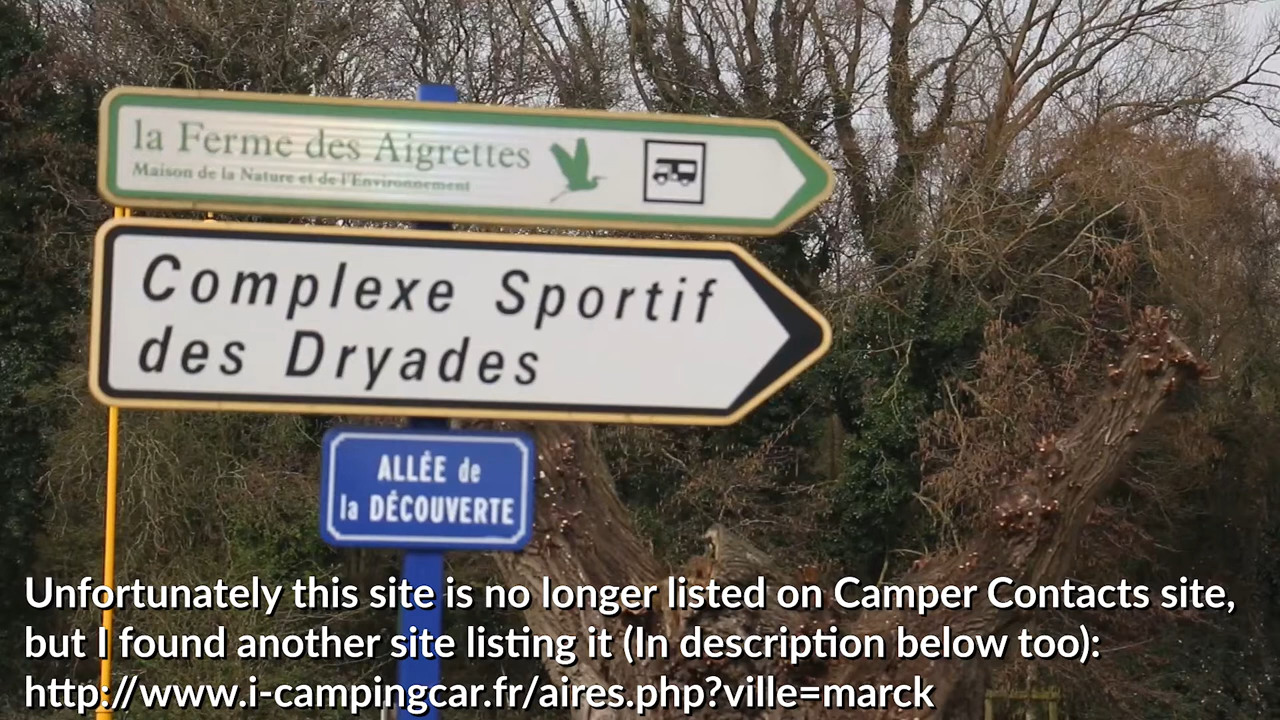 la Ferme des Aigrettes
Maison de la Nature et de l'Environnement
Complexe Sportif
des Dryades
ALLÉE de
la DÉCOUVERTE
Unfortunately this site is no longer listed on Camper Contacts site,
but I found another site listing it (In description below too):
http://www.i-campingcar.fr/aires.php?ville=marck